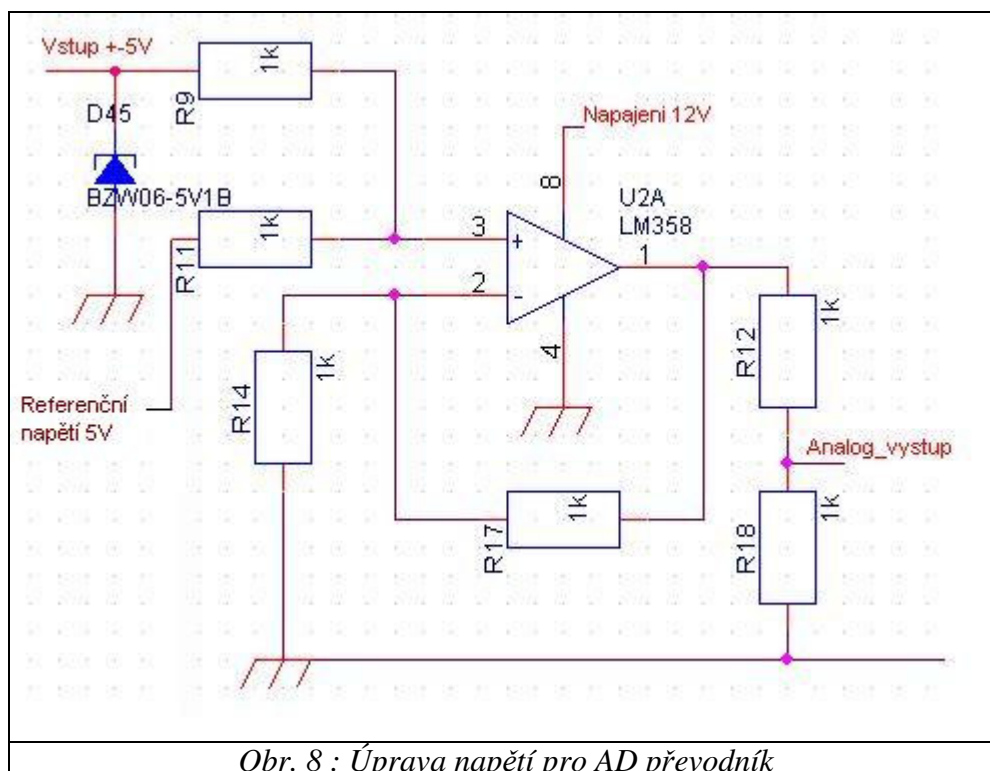 Vstup +-5V
1k
R9
D45
BZW06-5V1B
Napajeni 12V
8
U2A
LM358
1k
R11
3
+
2
-
1
4
1k
R14
1k
R12
Referenční
napětí 5V
Analog_vystup
1k
R17
1k
R18
Obr. 8 : Úprava napětí pro AD převodník